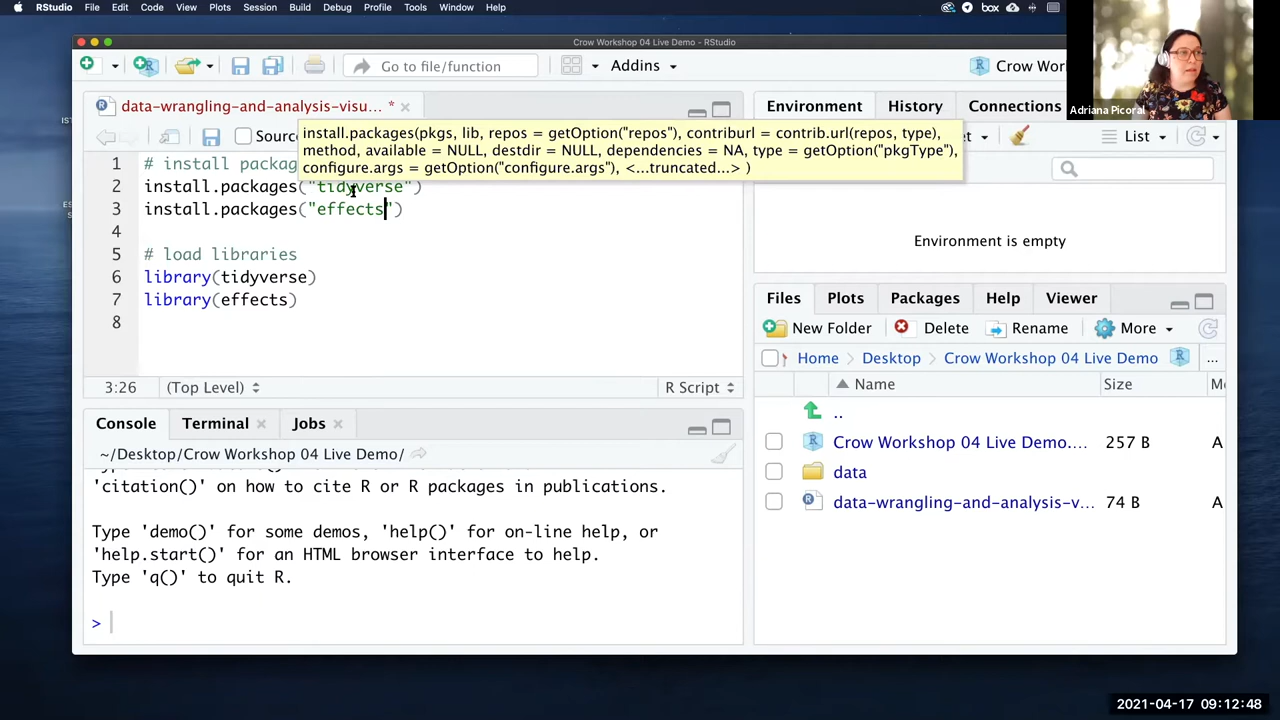 RStudio File Edit Code View Plots Session Build Debug Profile Tools Window Help
box
Crow Workshop 04 Live Demo - RStudio
Go to file/function
Addins
Crow
Adriana Picoral
data-wrangling-and-analysis-visu... *
Environment History Connections
install.packages(pkgs, lib, repos = getOption("repos"), contriburl = contrib.url(repos, type),
method, available = NULL, destdir = NULL, dependencies = NA, type = getOption("pkgType"),
configure.args = getOption("configure.args"), <...truncated...> )
List
1 # install
2 install.packages("tidyverse")
3 install.packages("effects")
4
5 # load libraries
6 library(tidyverse)
7 library(effects)
8
Environment is empty
3:26 (Top Level) R Script
Files Plots Packages Help Viewer
New Folder Delete Rename More
Home Desktop Crow Workshop 04 Live Demo ...
Name Size
..
Crow Workshop 04 Live Demo.... 257 B A
data
data-wrangling-and-analysis-v... 74 B A
Console Terminal Jobs
~/Desktop/Crow Workshop 04 Live Demo/
'citation()' on how to cite R or R packages in publications.
Type 'demo()' for some demos, 'help()' for on-line help, or
'help.start()' for an HTML browser interface to help.
Type 'q()' to quit R.
>
2021-04-17 09:12:48